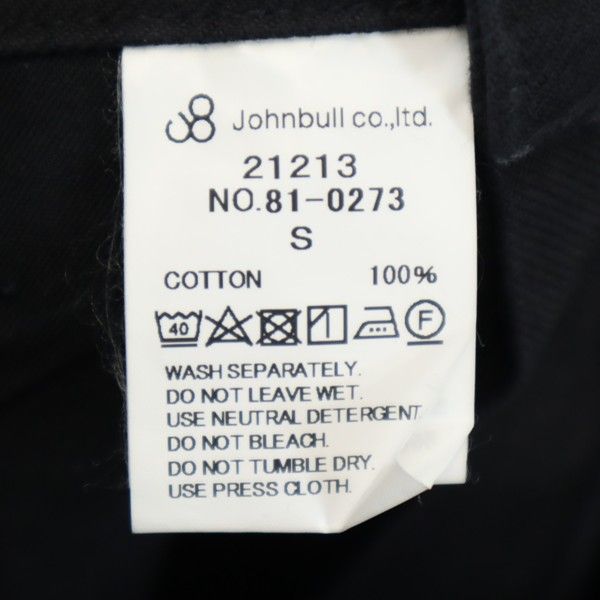 Johnbull co.,ltd.
21213
NO.81-0273
S
COTTON 100%
40 F
WASH SEPARATELY.
DO NOT LEAVE WET.
USE NEUTRAL DETERGENT
DO NOT BLEACH.
DO NOT TUMBLE DRY.
USE PRESS CLOTH.